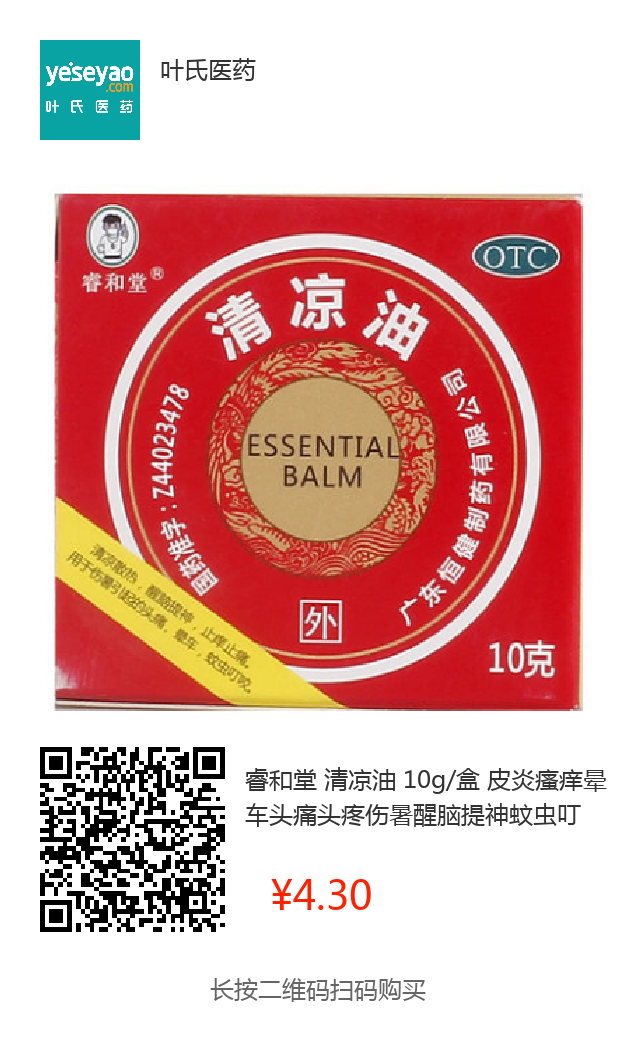 yeseyao
.com
叶氏医药
叶氏医药
睿和堂®
OTC
清凉油
国药准字：Z44023478
ESSENTIAL
BALM
广东恒健制药有限公司
清凉散热，醒脑提神，止痒止痛。
用于伤暑引起的头痛，晕车，蚊虫叮咬。
外
10克
睿和堂 清凉油 10g/盒 皮炎瘙痒晕
车头痛头疼伤暑醒脑提神蚊虫叮
¥4.30
长按二维码扫码购买